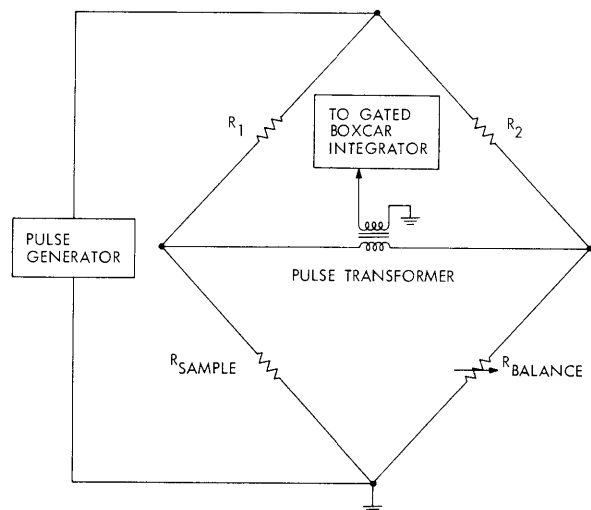 R1
TO GATED
BOXCAR
INTEGRATOR
R2
PULSE
GENERATOR
PULSE TRANSFORMER
RSAMPLE
RBALANCE